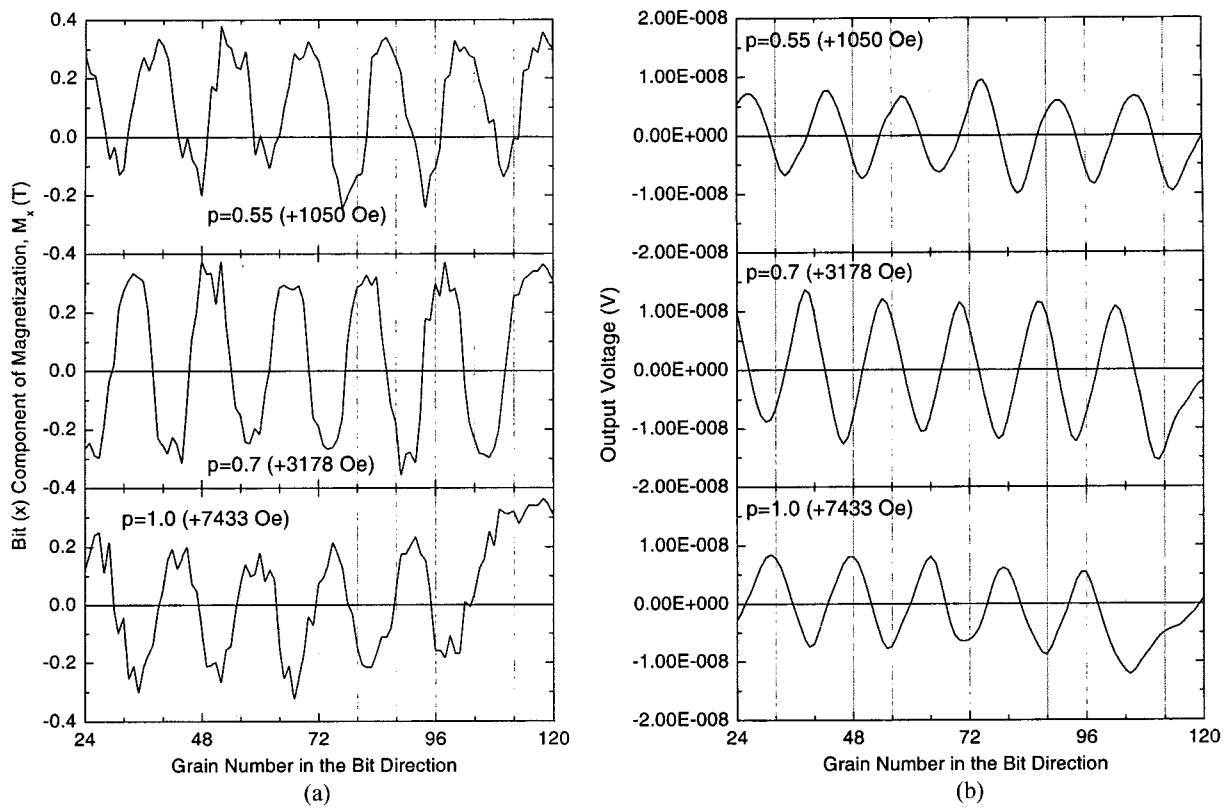 Bit (x) Component of Magnetization, Mx (T)
0.4
0.2
0.0
-0.2
p=0.55 (+1050 Oe)
-0.4
0.2
0.0
-0.2
p=0.7 (+3178 Oe)
-0.4
p=1.0 (+7433 Oe)
0.2
0.0
-0.2
-0.4
24 48 72 96 120
Grain Number in the Bit Direction
(a)
Output Voltage (V)
2.00E-008
p=0.55 (+1050 Oe)
1.00E-008
0.00E+000
-1.00E-008
-2.00E-008
p=0.7 (+3178 Oe)
1.00E-008
0.00E+000
-1.00E-008
-2.00E-008
p=1.0 (+7433 Oe)
1.00E-008
0.00E+000
-1.00E-008
-2.00E-008
24 48 72 96 120
Grain Number in the Bit Direction
(b)